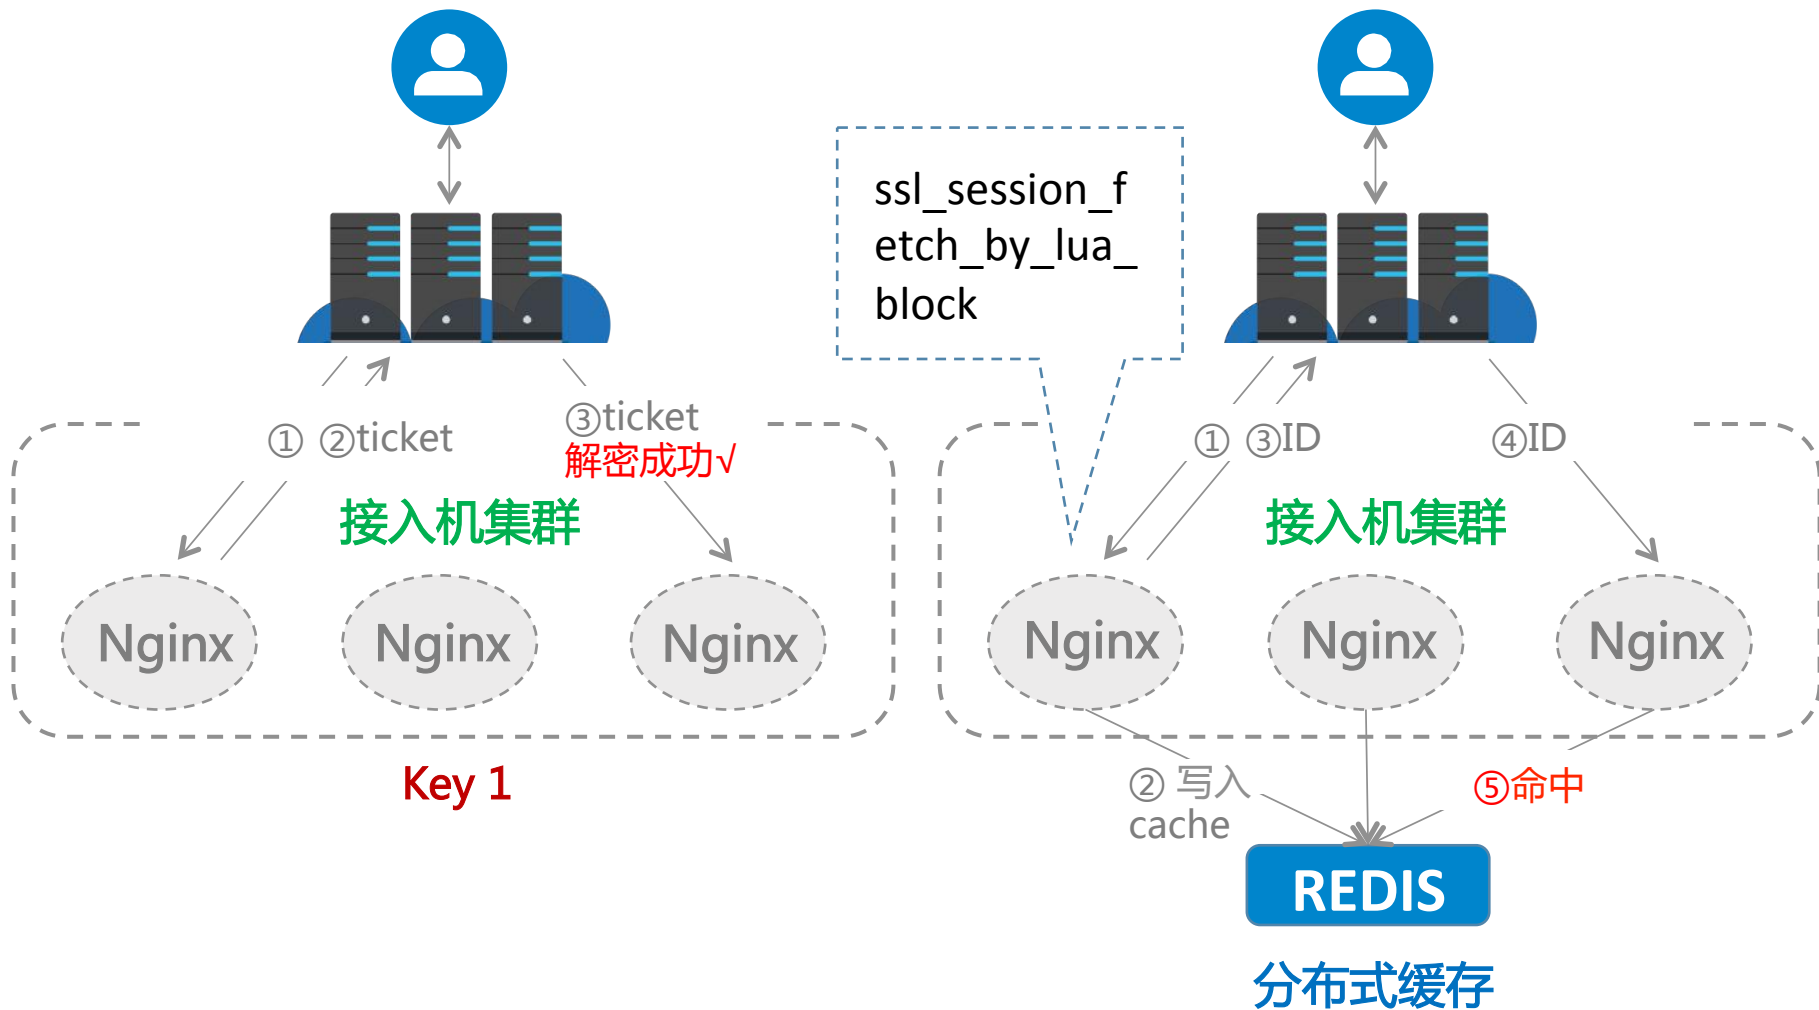 ① ②ticket
③ticket
解密成功√
接入机集群
Nginx
Nginx
Nginx
Key 1
ssl_session_f
etch_by_lua_
block
① ③ID
④ID
接入机集群
Nginx
Nginx
Nginx
② 写入
cache
⑤命中
REDIS
分布式缓存